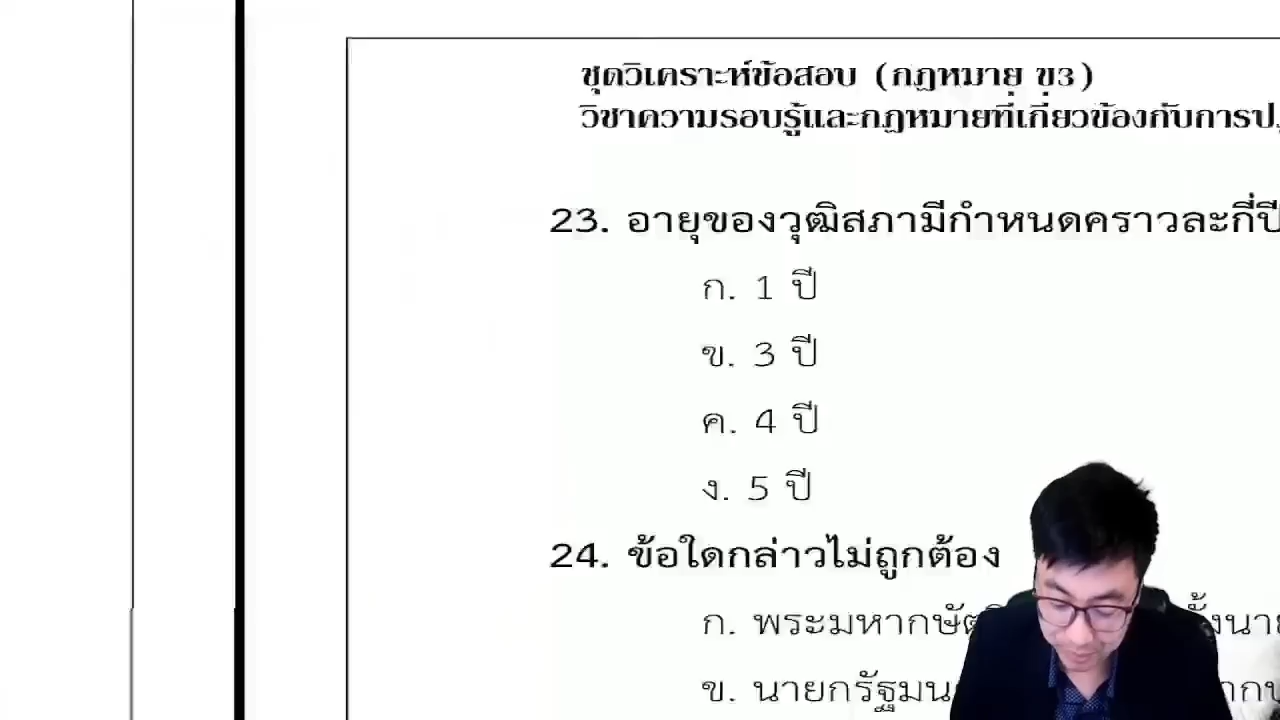 ชุดวิเคราะห์ข้อสอบ (กฎหมาย ข3)
วิชาความรอบรู้และกฎหมายที่เกี่ยวข้องกับการป
23. อายุของวุฒิสภามีกำหนดคราวละกี่ปี
ก. 1 ปี
ข. 3 ปี
ค. 4 ปี
ง. 5 ปี
24. ข้อใดกล่าวไม่ถูกต้อง
ก. พระมหากษัต
ข. นายกรัฐมน